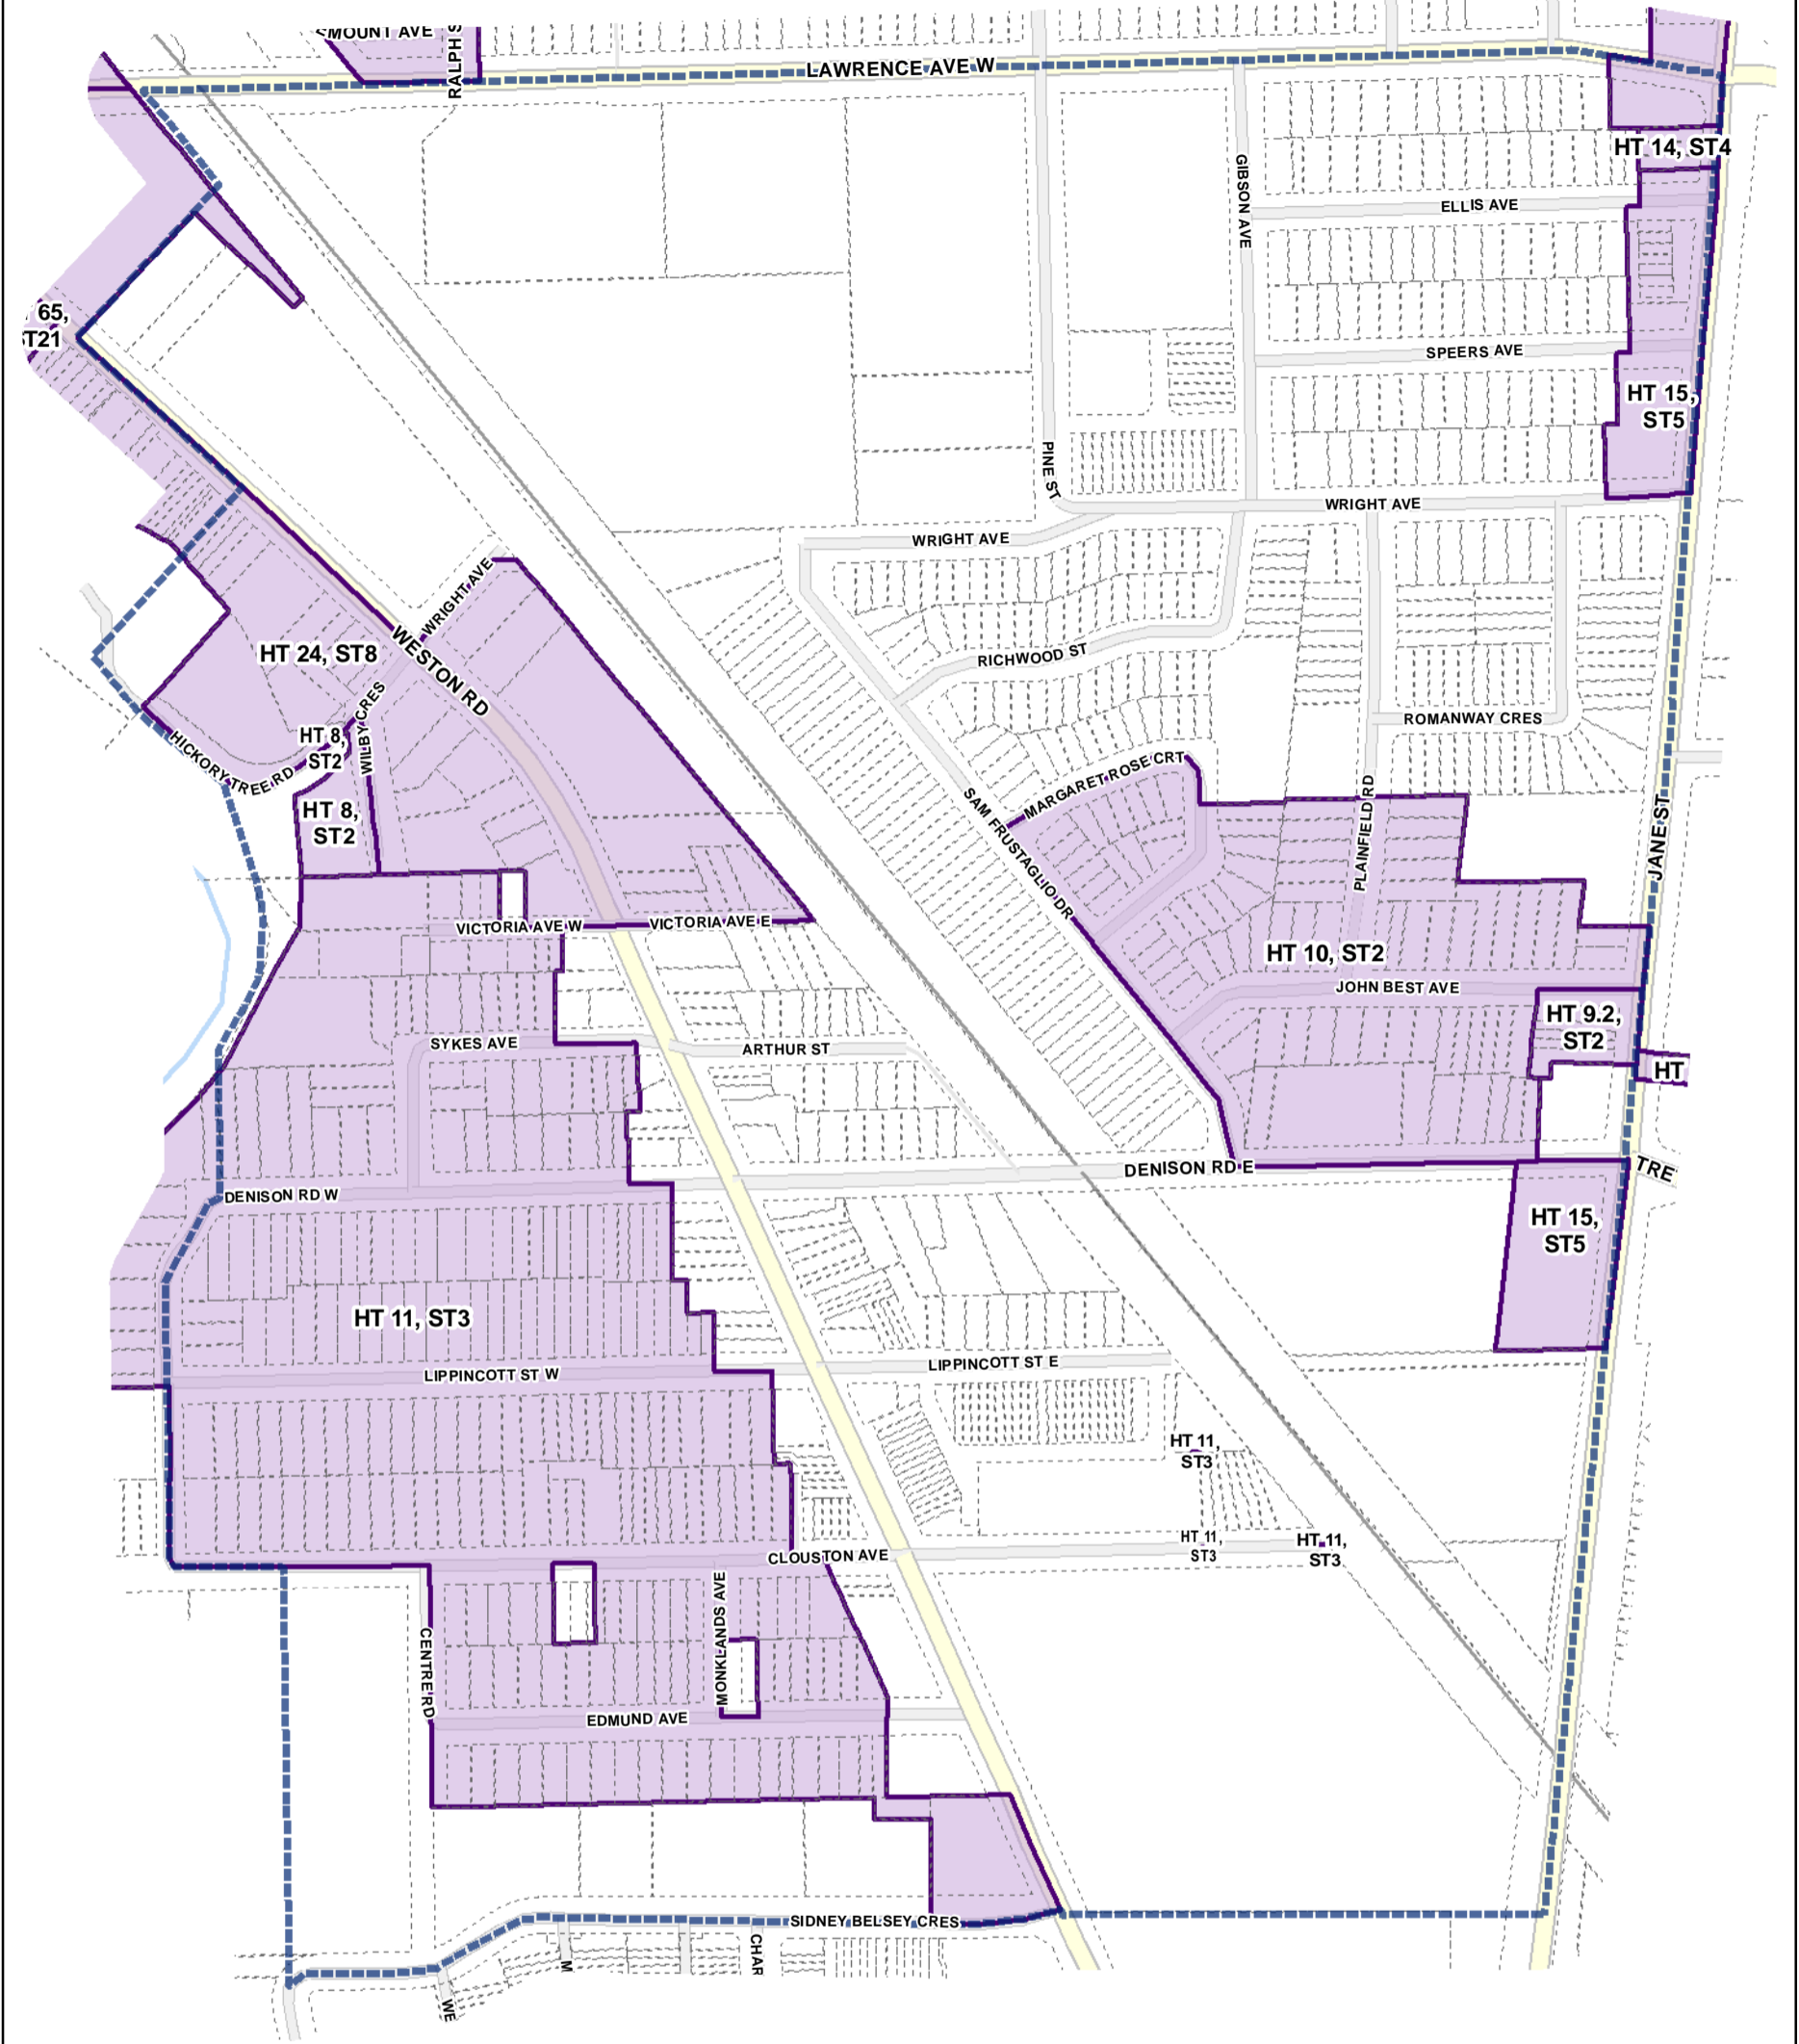 SMOUNT AVE
RALPH S
LAWRENCE AVE W
HT 14, ST4
GIBSON AVE
ELLIS AVE
65,
ST21
SPEERS AVE
HT 15,
ST5
PINE ST
WRIGHT AVE
WRIGHT AVE
WRIGHT AVE
WESTON RD
HT 24, ST8
RICHWOOD ST
WILBY CRES
ROMANWAY CRES
HT 8,
ST2
HICKORY TREE RD
MARGARET ROSE CRT
HT 8,
ST2
SAM FRUSTAGLIO DR
PLAINFIELD RD
JANE ST
VICTORIA AVE W
VICTORIA AVE E
HT 10, ST2
JOHN BEST AVE
HT 9.2,
ST2
SYKES AVE
ARTHUR ST
HT
DENISON RD E
TRE
DENISON RD W
HT 15,
ST5
HT 11, ST3
LIPPINCOTT ST W
LIPPINCOTT ST E
HT 11,
ST3
HT 11,
ST3
HT 11,
ST3
CLOUSTON AVE
MONKLANDS AVE
CENTRE RD
EDMUND AVE
SIDNEY BELSEY CRES
CHAR
M
WE